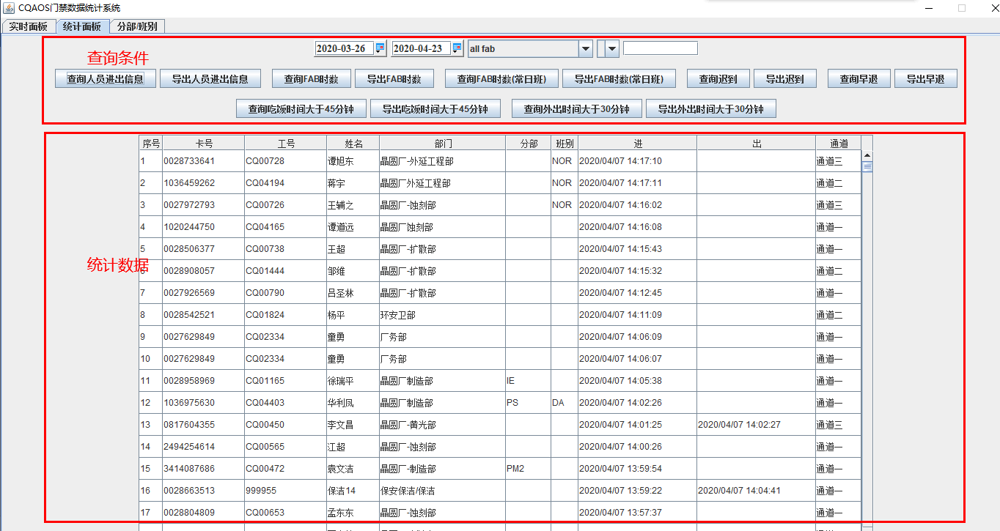 CQAOS门禁数据统计系统
实时面板 统计面板 分部/班别
查询条件 2020-03-26 2020-04-23 all fab
查询人员进出信息 导出人员进出信息 查询FAB时数 导出FAB时数 查询FAB时数(常日班) 导出FAB时数(常日班) 查询迟到 导出迟到 查询早退 导出早退
查询吃饭时间大于45分钟 导出吃饭时间大于45分钟 查询外出时间大于30分钟 导出外出时间大于30分钟
序号 卡号 工号 姓名 部门 分部 班别 进 出 通道
1 0028733641 CQ00728 谭旭东 晶圆厂-外延工程部 NOR 2020/04/07 14:17:10 通道三
2 1036459262 CQ04194 蒋宇 晶圆厂外延工程部 NOR 2020/04/07 14:17:11 通道二
3 0027972793 CQ00726 王辅之 晶圆厂-蚀刻部 NOR 2020/04/07 14:16:02 通道三
4 1020244750 CQ04165 谭道远 晶圆厂蚀刻部 2020/04/07 14:16:08 通道一
5 0028506377 CQ00738 王超 晶圆厂-扩散部 2020/04/07 14:15:43 通道一
统计数据
6 0028908057 CQ01444 邹维 晶圆厂-扩散部 2020/04/07 14:15:32 通道二
7 0027926569 CQ00790 吕圣林 晶圆厂-扩散部 2020/04/07 14:12:45 通道一
8 0028542521 CQ01824 杨平 环安卫部 2020/04/07 14:11:09 通道二
9 0027629849 CQ02334 童勇 厂务部 2020/04/07 14:06:09 通道一
10 0027629849 CQ02334 童勇 厂务部 2020/04/07 14:06:07 通道一
11 0028958969 CQ01165 徐瑞平 晶圆厂制造部 IE 2020/04/07 14:05:38 通道一
12 1036975630 CQ04403 华利凤 晶圆厂制造部 PS DA 2020/04/07 14:02:26 通道一
13 0817604355 CQ00450 李文昌 晶圆厂-黄光部 2020/04/07 14:01:25 2020/04/07 14:02:27 通道三
14 2494254614 CQ00565 江超 晶圆厂-蚀刻部 2020/04/07 14:00:26 通道一
15 3414087686 CQ00472 袁文洁 晶圆厂-制造部 PM2 2020/04/07 13:59:54 通道一
16 0028663513 999955 保洁14 保安保洁/保洁 2020/04/07 13:59:22 2020/04/07 14:04:41 通道一
17 0028804809 CQ00653 孟东东 晶圆厂-蚀刻部 2020/04/07 13:57:37 通道一